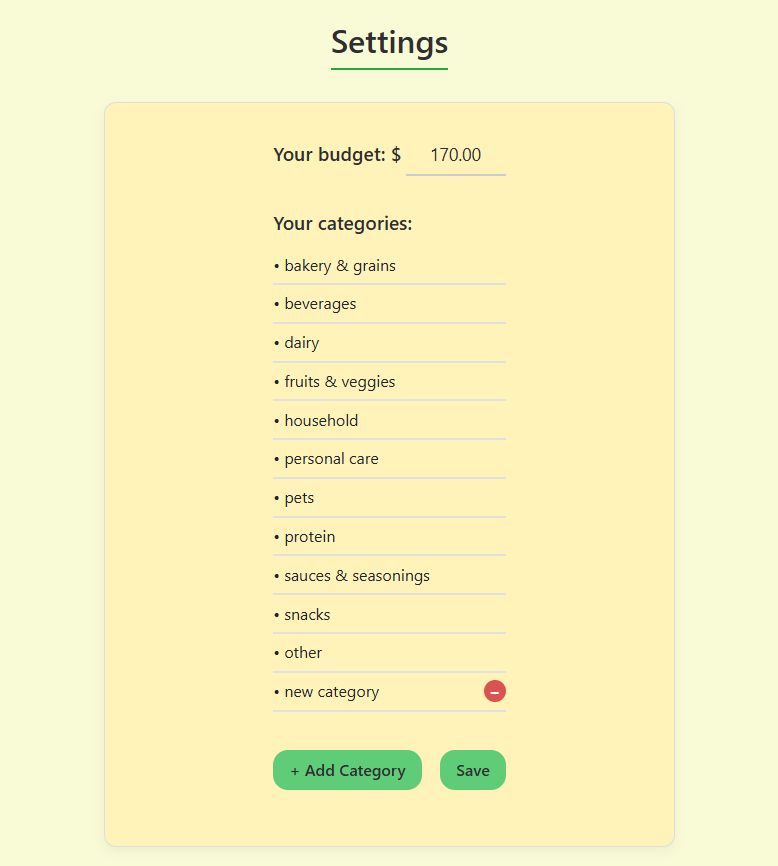 Settings
Your budget: $ 170.00
Your categories:
• bakery & grains
• beverages
• dairy
• fruits & veggies
• household
• personal care
• pets
• protein
• sauces & seasonings
• snacks
• other
• new category –
+ Add Category Save